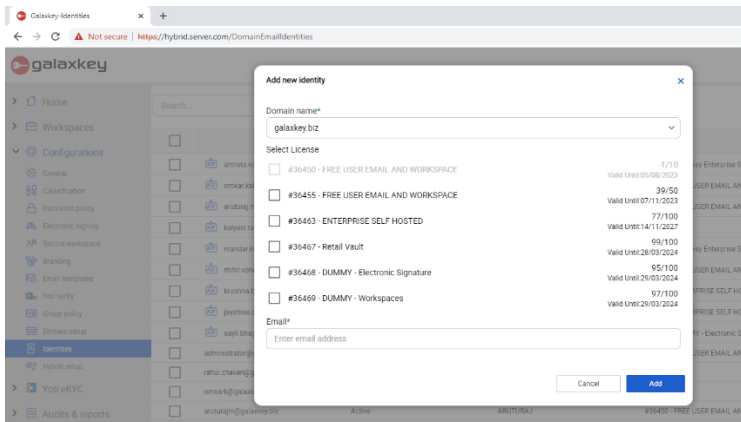 Galaxkey-Identities
Not secure | https://hybrid.server.com/DomainEmailIdentities
galaxkey
Add new identity
Domain name*
galaxkey.biz
Select License
#36450 - FREE USER EMAIL AND WORKSPACE
-1/10
Valid Until:05/08/2023
#36455 - FREE USER EMAIL AND WORKSPACE
39/50
Valid Until:07/11/2023
#36463 - ENTERPRISE SELF HOSTED
77/100
Valid Until:14/11/2027
#36467 - Retail Vault
99/100
Valid Until:28/03/2024
#36468 - DUMMY - Electronic Signature
95/100
Valid Until:29/03/2024
#36469 - DUMMY - Workspaces
97/100
Valid Until:29/03/2024
Email*
Enter email address
Cancel
Add
Home
Workspaces
Configurations
General
Classification
Password policy
Electronic signing
Secure workspace
Branding
Email templates
Yoti verify
Group policy
Domain setup
Identities
Hybrid setup
Yoti eKYC
Audits & reports
Search...
administrator@
aruturajm@galaxkey.biz
Active
ARUTURAJ
#36450 - FREE USER EMAIL AN